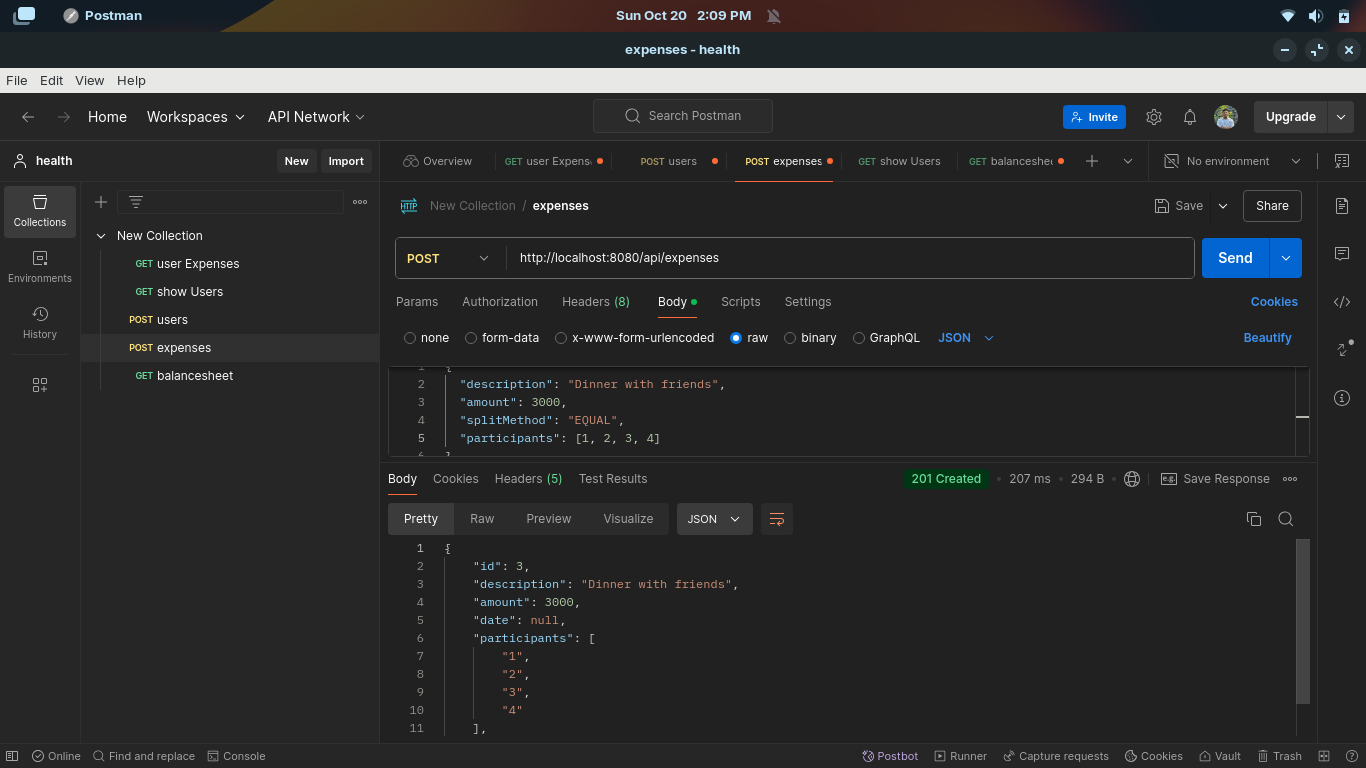 Postman
Sun Oct 20 2:09 PM
expenses - health
File Edit View Help
Home Workspaces API Network Search Postman Invite Upgrade
health New Import
Overview GET user Expens POST users POST expenses GET show Users GET balanceshe No environment
Collections
Environments
History
New Collection
GET user Expenses
GET show Users
POST users
POST expenses
GET balancesheet
HTTP New Collection / expenses Save Share
POST http://localhost:8080/api/expenses Send
Params Authorization Headers (8) Body Scripts Settings Cookies
none form-data x-www-form-urlencoded raw binary GraphQL JSON Beautify
1 {
2 "description": "Dinner with friends",
3 "amount": 3000,
4 "splitMethod": "EQUAL",
5 "participants": [1, 2, 3, 4]
6 }
Body Cookies Headers (5) Test Results 201 Created 207 ms 294 B e.g. Save Response
Pretty Raw Preview Visualize JSON
1 {
2 "id": 3,
3 "description": "Dinner with friends",
4 "amount": 3000,
5 "date": null,
6 "participants": [
7 "1",
8 "2",
9 "3",
10 "4"
11 ],
Online Find and replace Console Postbot Runner Capture requests Cookies Vault Trash